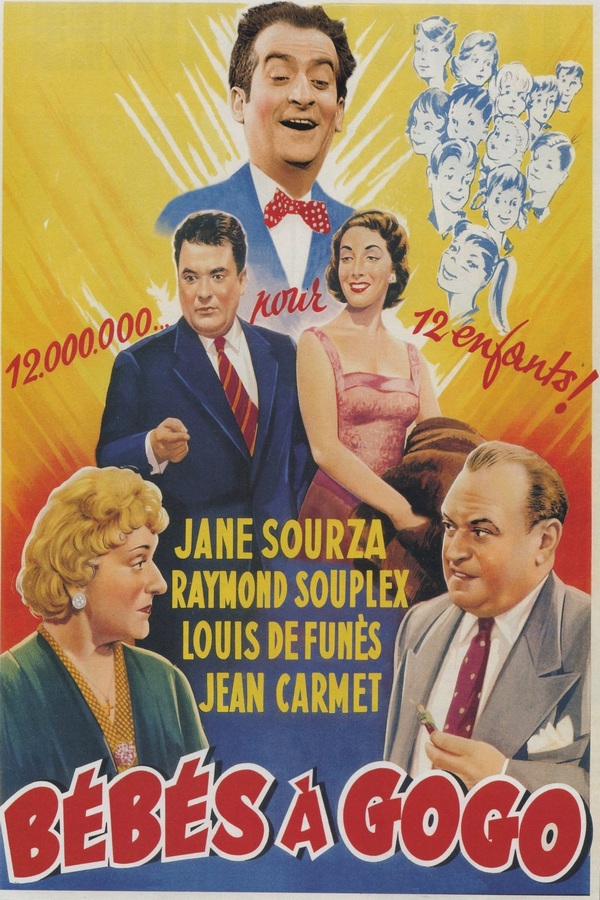 12.000.000... pour 12 enfants!
JANE SOURZA
RAYMOND SOUPLEX
LOUIS DE FUNÈS
JEAN CARMET
BÉBÉS À GOGO